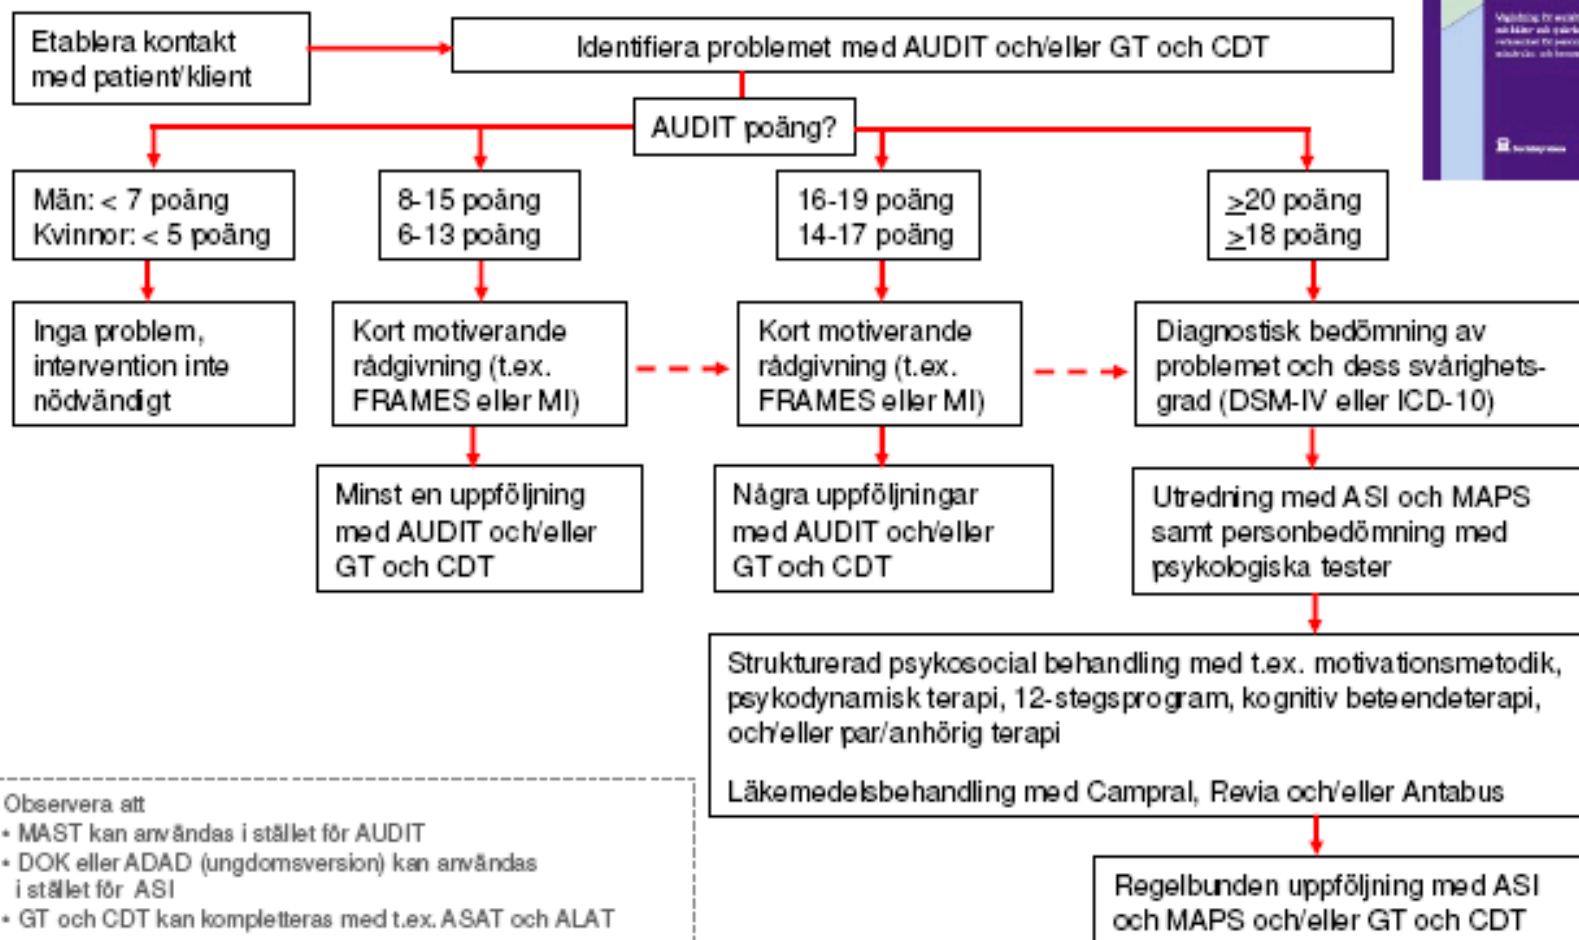 Etablera kontakt
med patient/klient
Identifiera problemet med AUDIT och/eller GT och CDT
AUDIT poäng?
Män: < 7 poäng
Kvinnor: < 5 poäng
8-15 poäng
6-13 poäng
16-19 poäng
14-17 poäng
≥20 poäng
≥18 poäng
Inga problem,
intervention inte
nödvändigt
Kort motiverande
rådgivning (t.ex.
FRAMES eller MI)
Kort motiverande
rådgivning (t.ex.
FRAMES eller MI)
Diagnostisk bedömning av
problemet och dess svårighets-
grad (DSM-IV eller ICD-10)
Minst en uppföljning
med AUDIT och/eller
GT och CDT
Några uppföljningar
med AUDIT och/eller
GT och CDT
Utredning med ASI och MAPS
samt personbedömning med
psykologiska tester
Strukturerad psykosocial behandling med t.ex. motivationsmetodik,
psykodynamisk terapi, 12-stegsprogram, kognitiv beteendeterapi,
och/eller par/anhörig terapi
Läkemedelsbehandling med Campral, Revia och/eller Antabus
Observera att
• MAST kan användas i stället för AUDIT
• DOK eller ADAD (ungdomsversion) kan användas
i stället för ASI
• GT och CDT kan kompletteras med t.ex. ASAT och ALAT
Regelbunden uppföljning med ASI
och MAPS och/eller GT och CDT